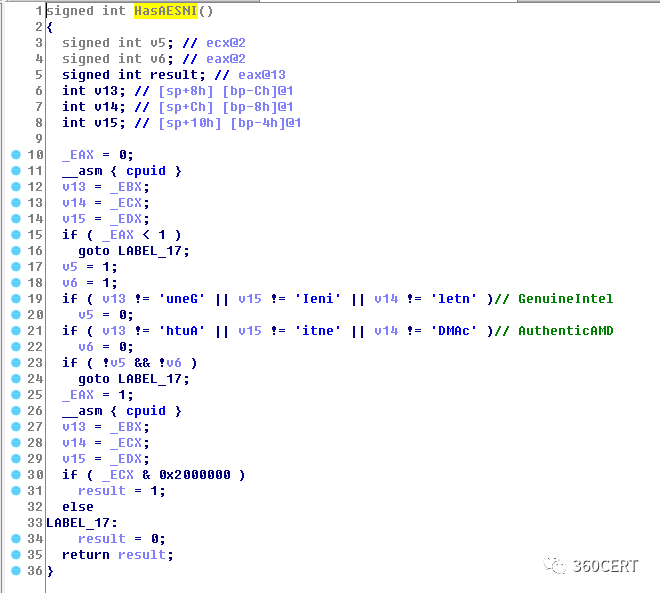 1 signed int HasAESNI()
2 {
3 signed int v5; // ecx@2
4 signed int v6; // eax@2
5 signed int result; // eax@13
6 int v13; // [sp+8h] [bp-Ch]@1
7 int v14; // [sp+Ch] [bp-8h]@1
8 int v15; // [sp+10h] [bp-4h]@1
9
10 _EAX = 0;
11 __asm { cpuid }
12 v13 = _EBX;
13 v14 = _ECX;
14 v15 = _EDX;
15 if ( _EAX < 1 )
16 goto LABEL_17;
17 v5 = 1;
18 v6 = 1;
19 if ( v13 != 'uneG' || v15 != 'Ieni' || v14 != 'letn' )// GenuineIntel
20 v5 = 0;
21 if ( v13 != 'htuA' || v15 != 'itne' || v14 != 'DMAc' )// AuthenticAMD
22 v6 = 0;
23 if ( !v5 && !v6 )
24 goto LABEL_17;
25 _EAX = 1;
26 __asm { cpuid }
27 v13 = _EBX;
28 v14 = _ECX;
29 v15 = _EDX;
30 if ( _ECX & 0x2000000 )
31 result = 1;
32 else
33 LABEL_17:
34 result = 0;
35 return result;
36 }
360CERT